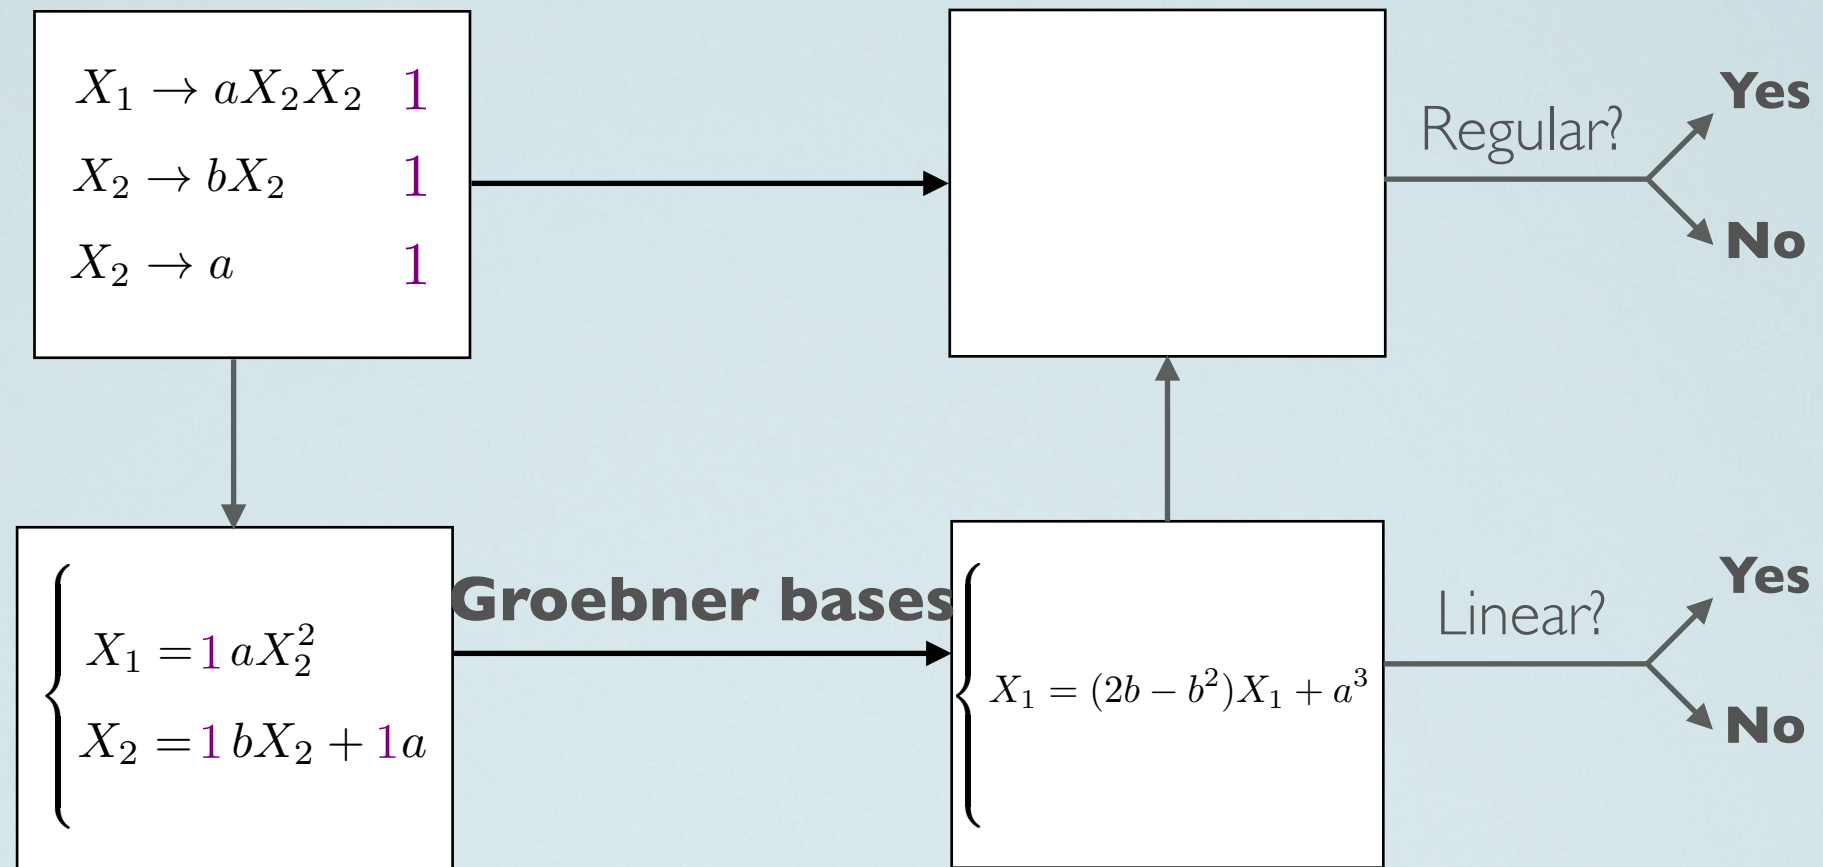 X₁ → aX₂X₂ 1
X₂ → bX₂ 1
X₂ → a 1
Regular?
Yes
No
X₁ = 1 aX₂²
X₂ = 1 bX₂ + 1a
Groebner bases
X₁ = (2b − b²)X₁ + a³
Linear?
Yes
No